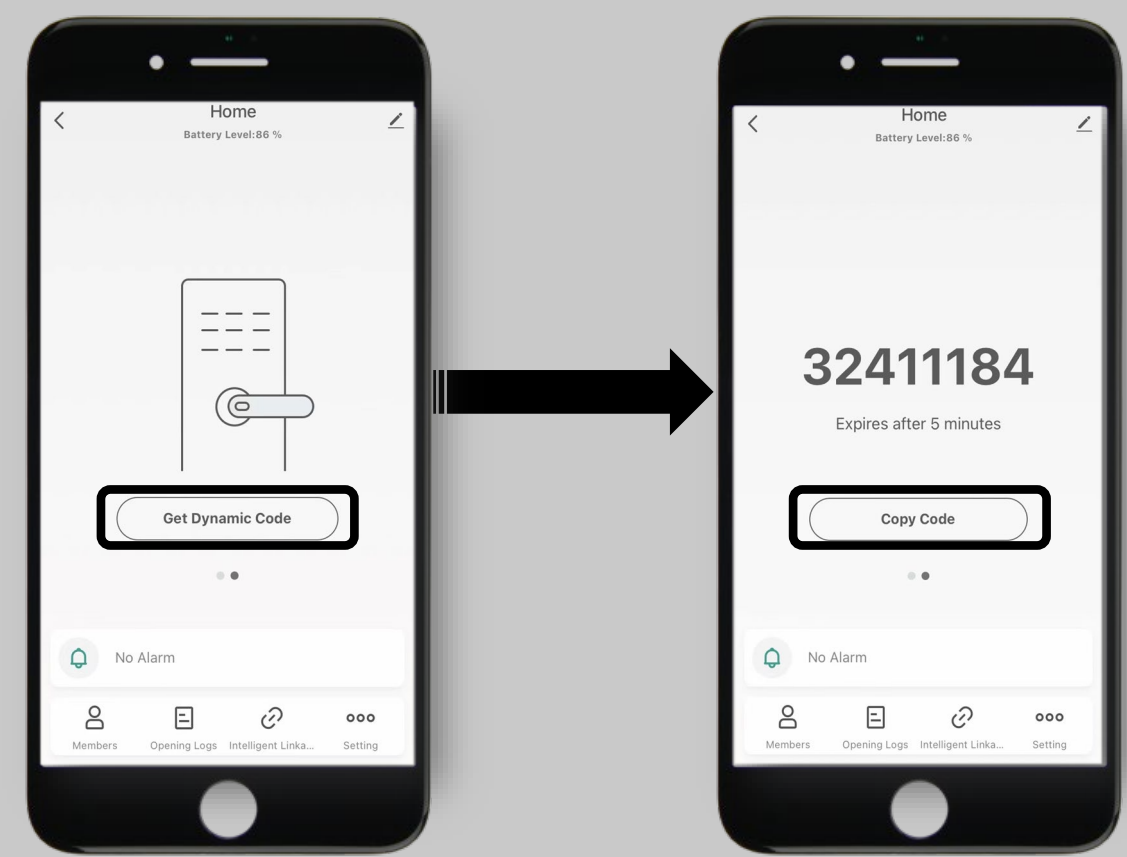 Home
Battery Level:86 %
Get Dynamic Code
No Alarm
Members
Opening Logs
Intelligent Linka...
Setting
Home
Battery Level:86 %
32411184
Expires after 5 minutes
Copy Code
No Alarm
Members
Opening Logs
Intelligent Linka...
Setting